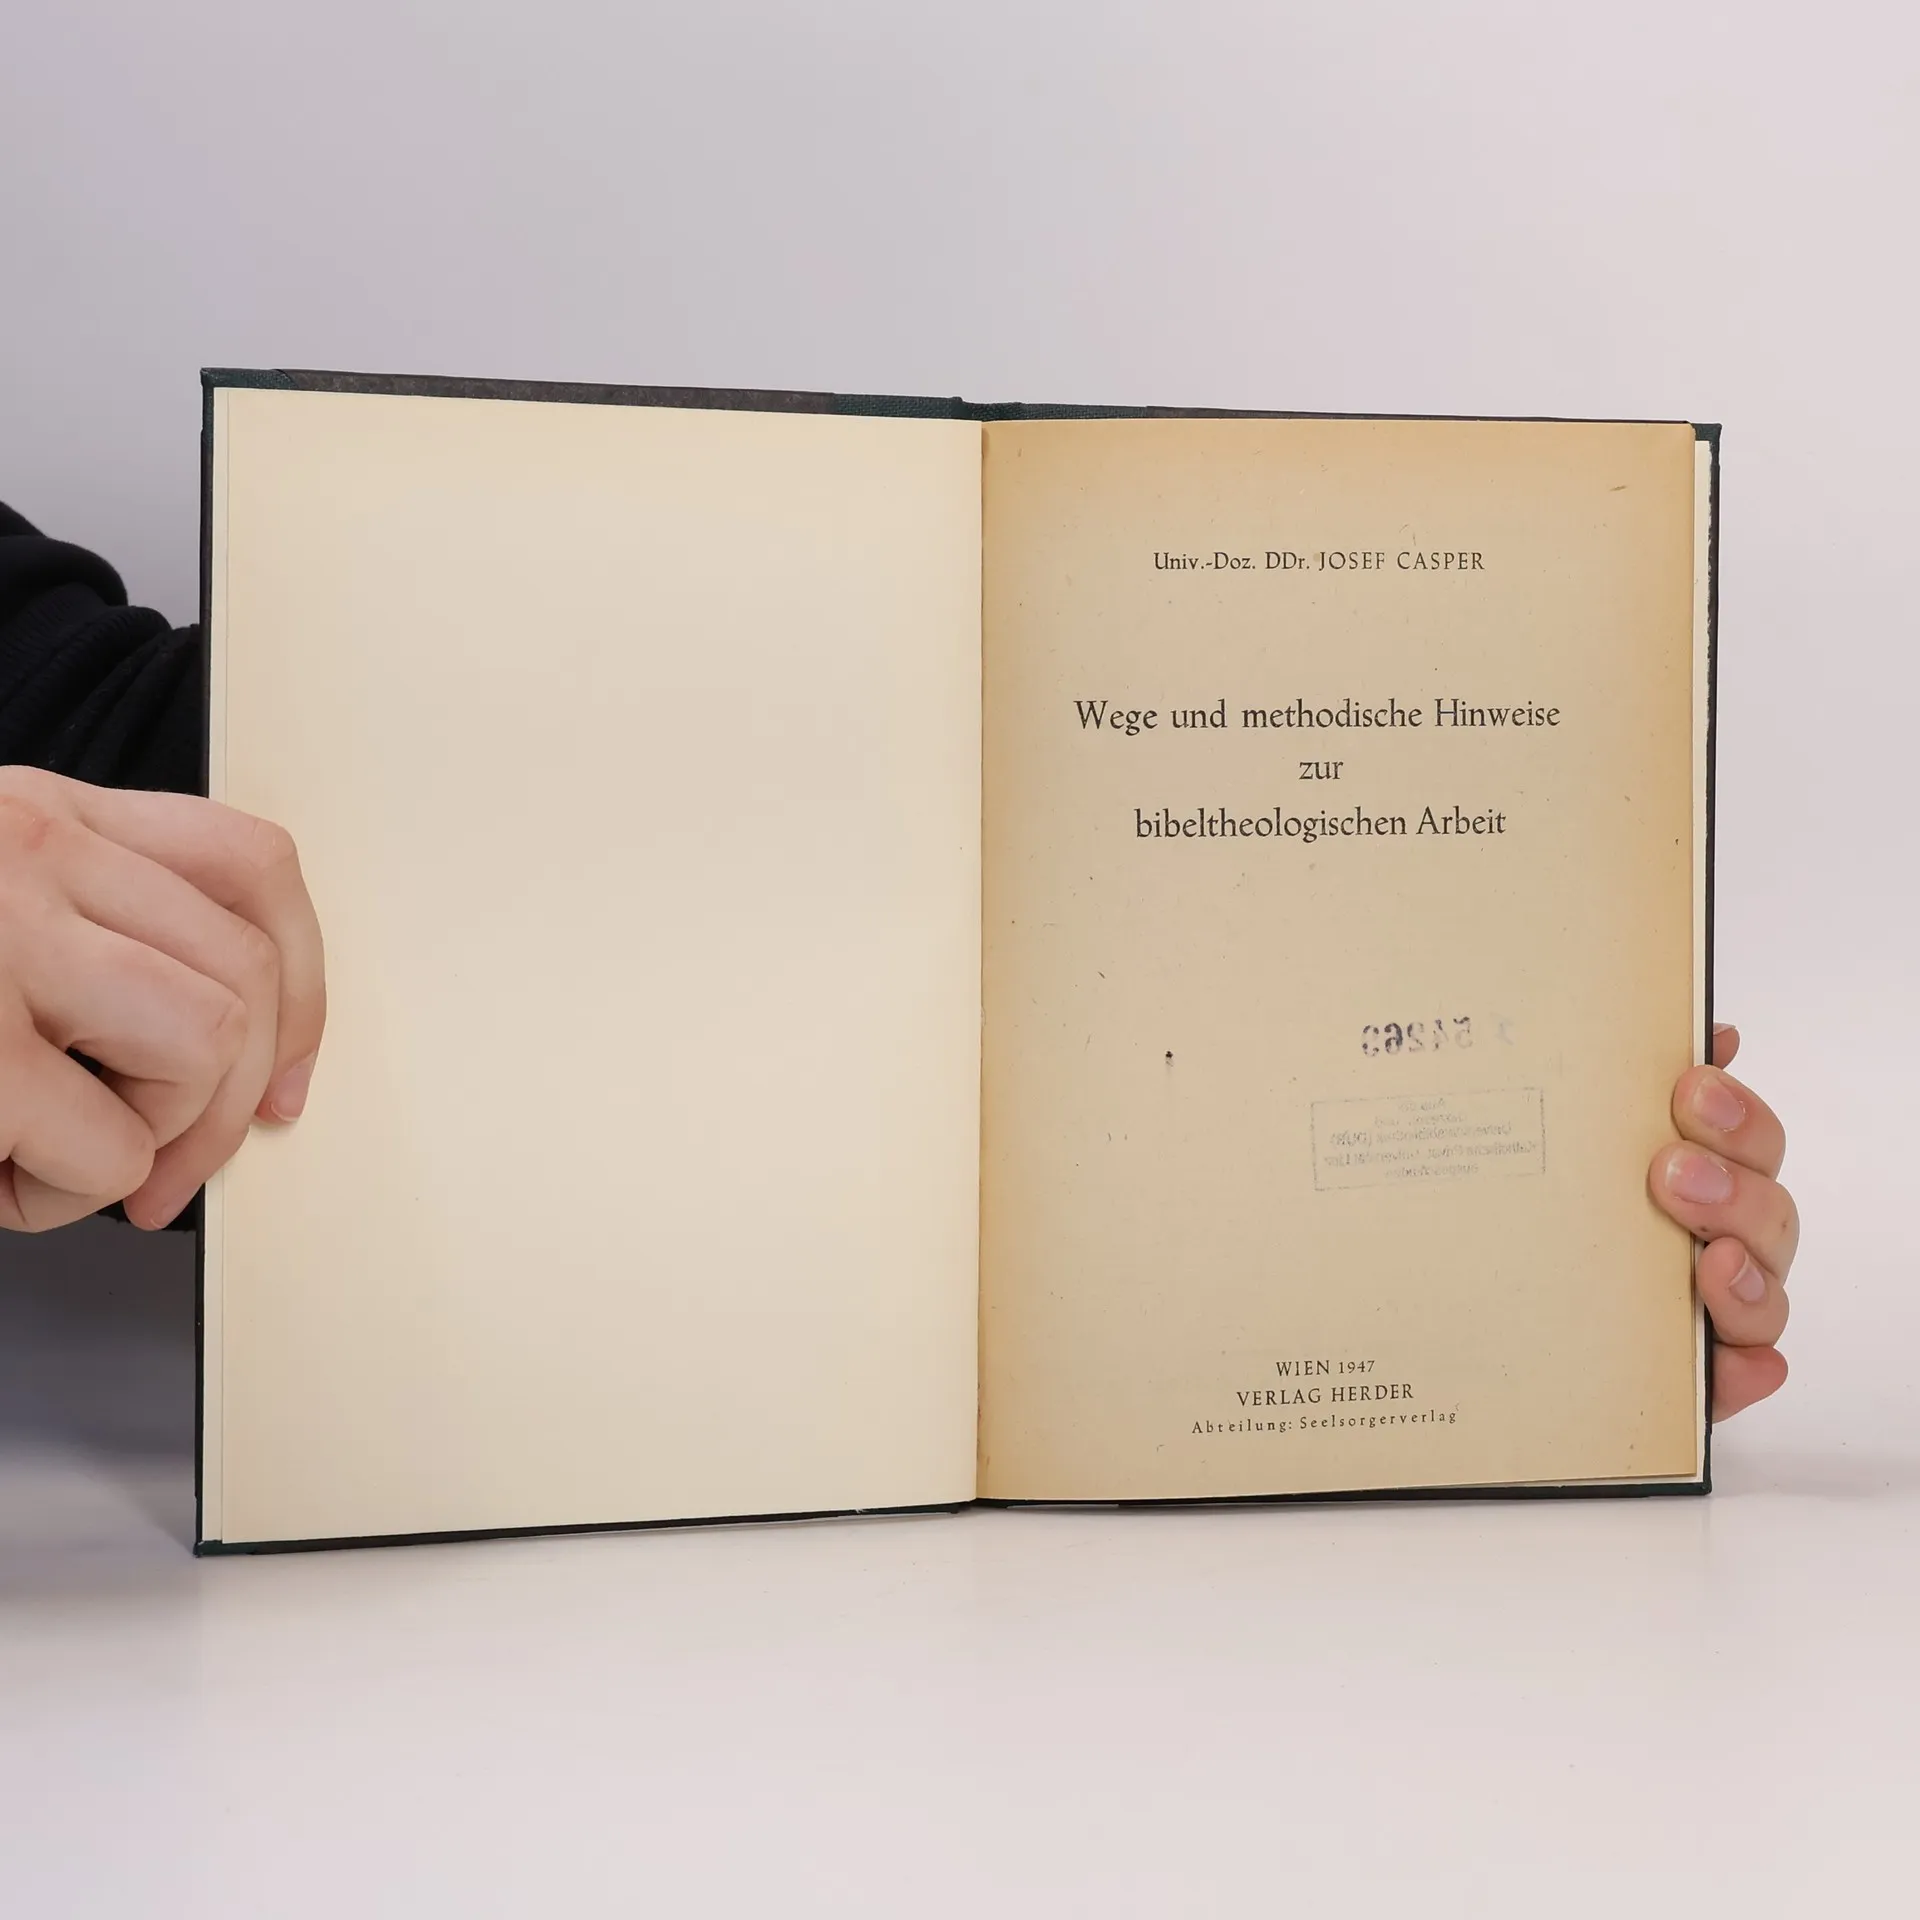 Univ.-Doz. DDr. JOSEF CASPER
Wege und methodische Hinweise
zur
bibeltheologischen Arbeit
WIEN 1947
VERLAG HERDER
Abteilung: Seelsorgerverlag